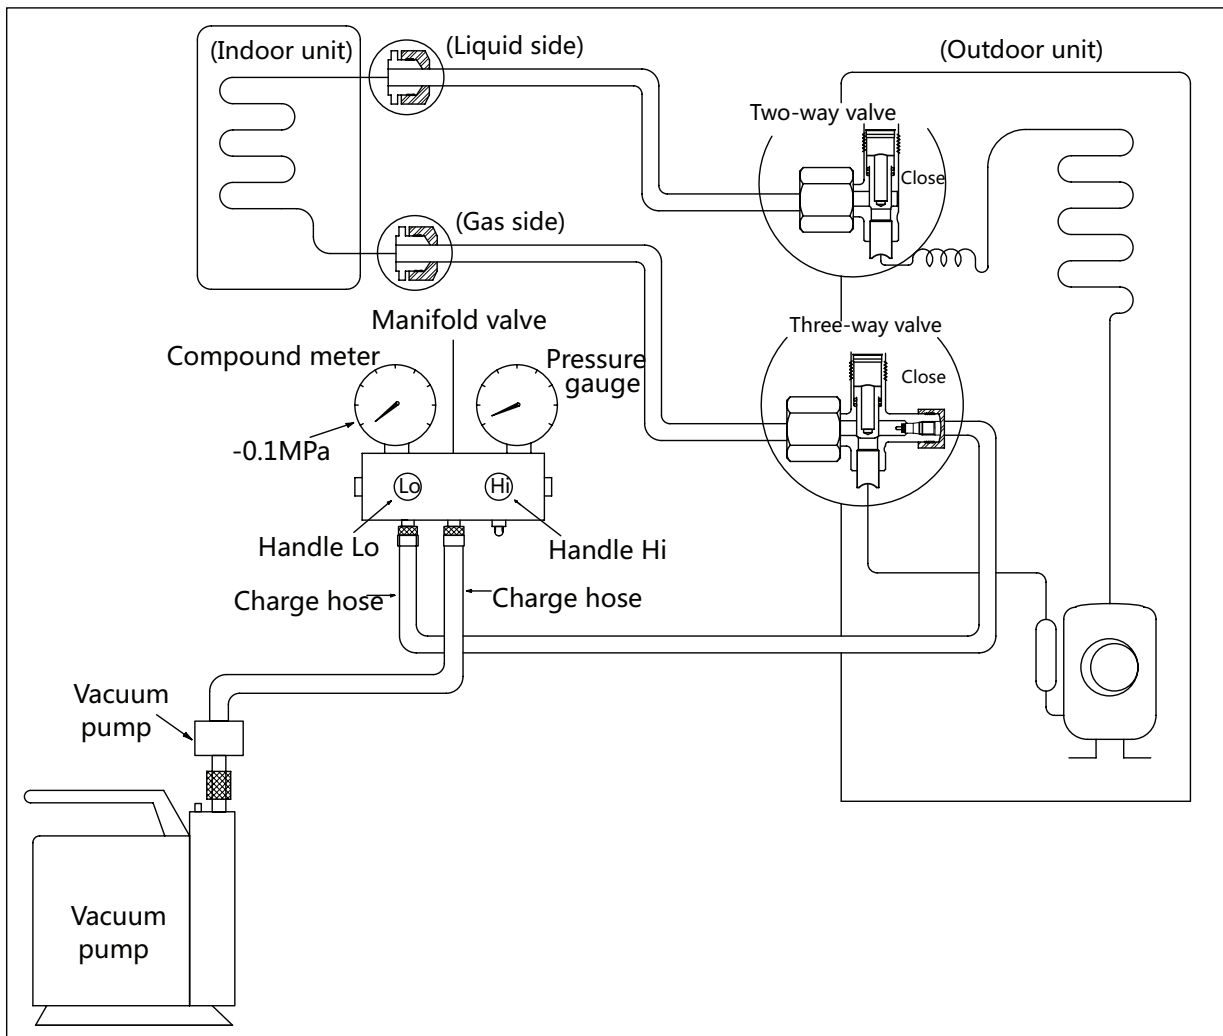 (Indoor unit)
(Liquid side)
(Outdoor unit)
Two-way valve
Close
(Gas side)
Manifold valve
Three-way valve
Compound meter
Pressure
gauge
Close
-0.1MPa
Lo
Hi
Handle Lo
Handle Hi
Charge hose
Charge hose
Vacuum
pump
Vacuum
pump